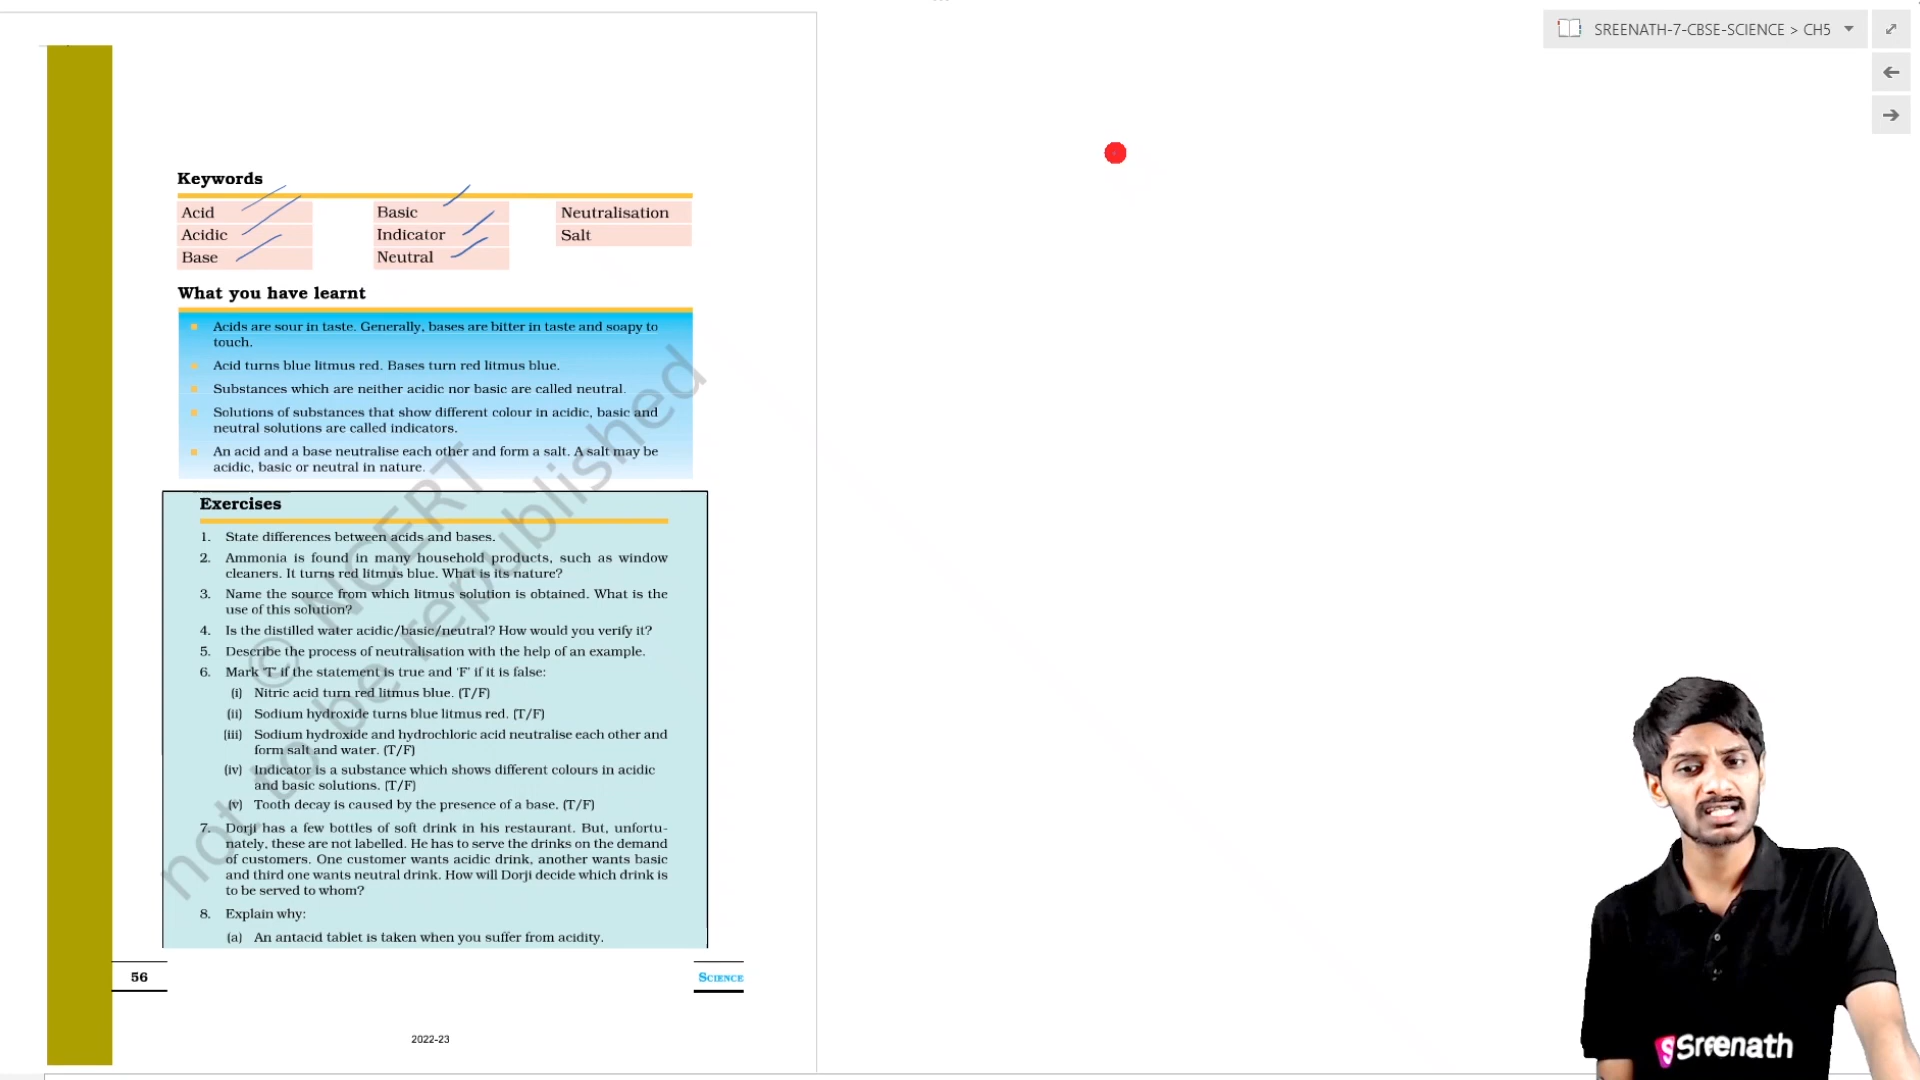 SREENATH-7-CBSE-SCIENCE > CH5
Keywords
Acid
Acidic
Base
Basic
Indicator
Neutral
Neutralisation
Salt
What you have learnt
Acids are sour in taste. Generally, bases are bitter in taste and soapy to
touch.
Acid turns blue litmus red. Bases turn red litmus blue.
Substances which are neither acidic nor basic are called neutral.
Solutions of substances that show different colour in acidic, basic and
neutral solutions are called indicators.
An acid and a base neutralise each other and form a salt. A salt may be
acidic, basic or neutral in nature.
Exercises
1. State differences between acids and bases.
2. Ammonia is found in many household products, such as window
cleaners. It turns red litmus blue. What is its nature?
3. Name the source from which litmus solution is obtained. What is the
use of this solution?
4. Is the distilled water acidic/basic/neutral? How would you verify it?
5. Describe the process of neutralisation with the help of an example.
6. Mark 'T' if the statement is true and 'F' if it is false:
(i) Nitric acid turn red litmus blue. (T/F)
(ii) Sodium hydroxide turns blue litmus red. (T/F)
(iii) Sodium hydroxide and hydrochloric acid neutralise each other and
form salt and water. (T/F)
(iv) Indicator is a substance which shows different colours in acidic
and basic solutions. (T/F)
(v) Tooth decay is caused by the presence of a base. (T/F)
7. Dorji has a few bottles of soft drink in his restaurant. But, unfortu-
nately, these are not labelled. He has to serve the drinks on the demand
of customers. One customer wants acidic drink, another wants basic
and third one wants neutral drink. How will Dorji decide which drink is
to be served to whom?
8. Explain why:
(a) An antacid tablet is taken when you suffer from acidity.
© NCERT
not to be republished
56
SCIENCE
2022-23
Sreenath